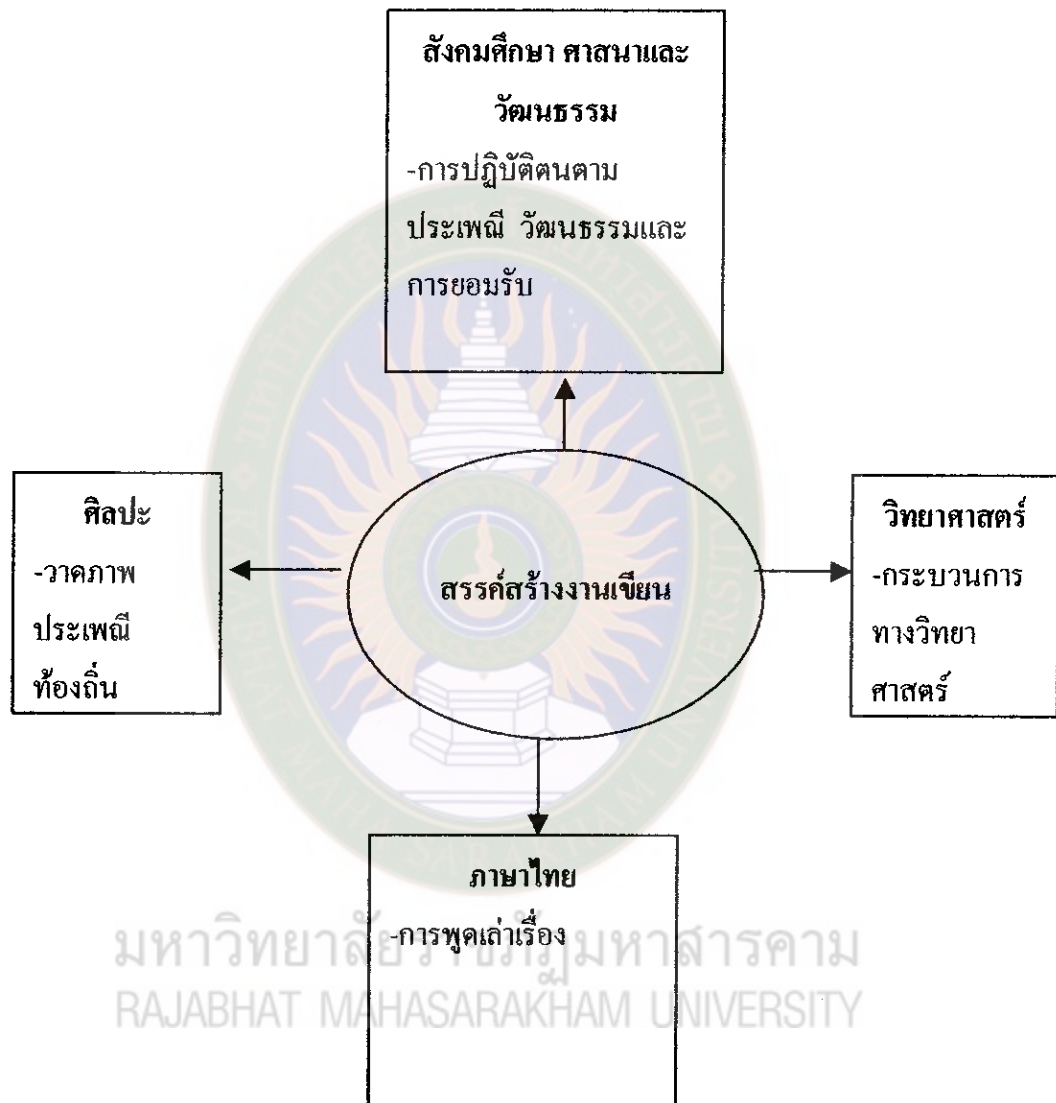 สังคมศึกษา ศาสนาและ
วัฒนธรรม
-การปฏิบัติตนตาม
ประเพณี วัฒนธรรมและ
การยอมรับ
ศิลปะ
-วาดภาพ
ประเพณี
ท้องถิ่น
สรรค์สร้างงานเขียน
วิทยาศาสตร์
-กระบวนการ
ทางวิทยา
ศาสตร์
ภาษาไทย
-การพูดเล่าเรื่อง
มหาวิทยาลัยราชภัฏมหาสารคาม
RAJABHAT MAHASARAKHAM UNIVERSITY